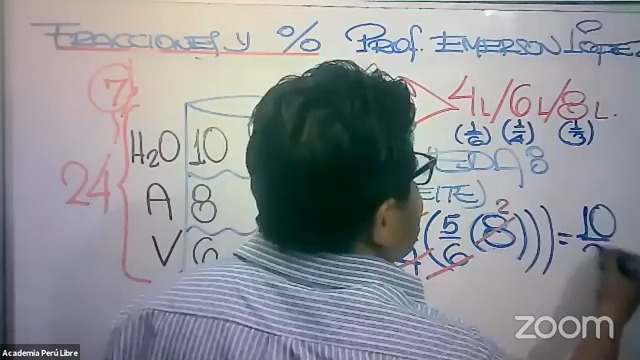 FRACCIONES Y % PROF. EMERSON LÓPEZ
7 4L/6L/8L.
(1/6) (1/4) (1/3)
H2O 10
24 A 8
V 6
(5/6(8))) = 10
2
zoom
Academia Perú Libre